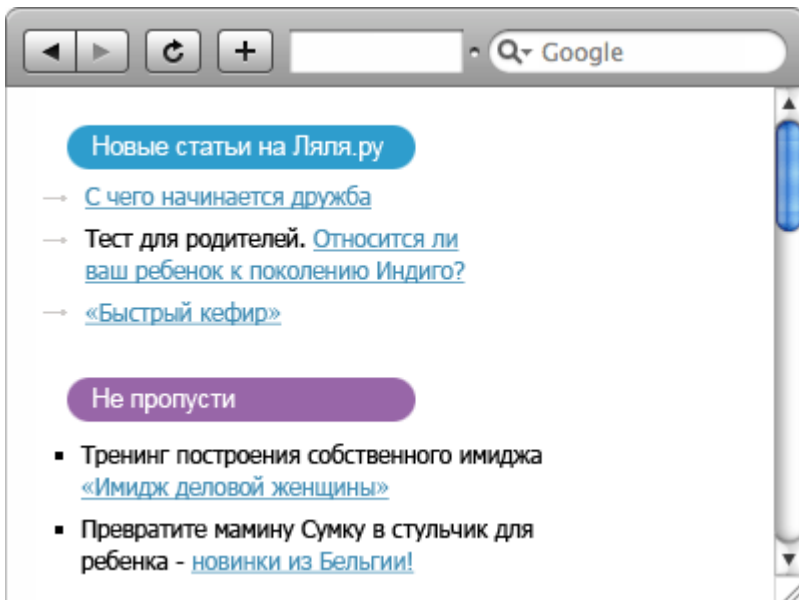 Google
Новые статьи на Ляля.ру
С чего начинается дружба
Тест для родителей. Относится ли
ваш ребенок к поколению Индиго?
«Быстрый кефир»
Не пропусти
Тренинг построения собственного имиджа
«Имидж деловой женщины»
Превратите мамину Сумку в стульчик для
ребенка - новинки из Бельгии!